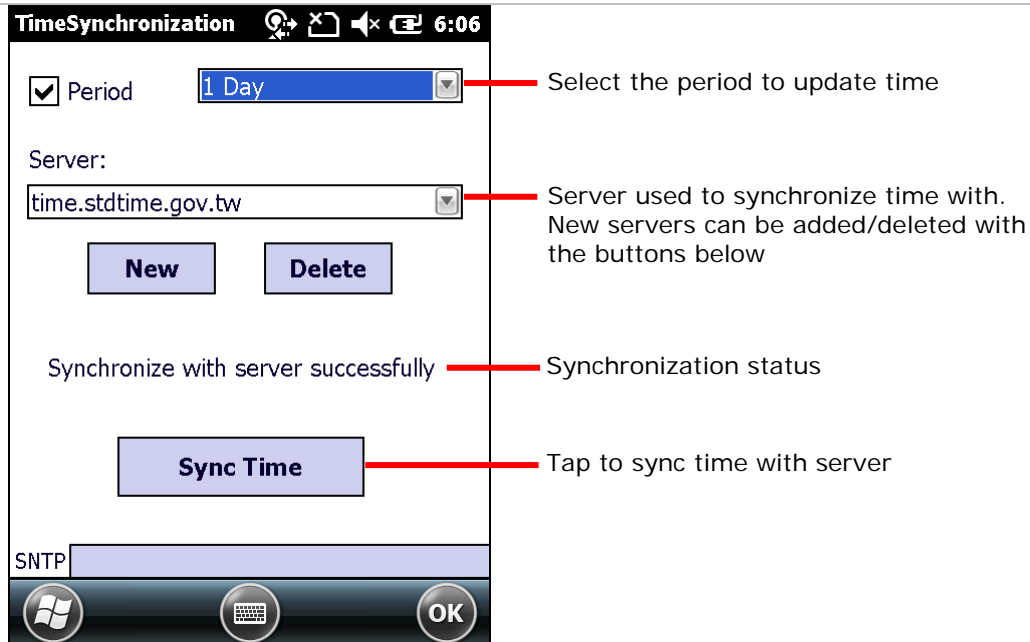 TimeSynchronization 6:06
Period 1 Day
Select the period to update time
Server:
time.stdtime.gov.tw
Server used to synchronize time with.
New servers can be added/deleted with
the buttons below
New Delete
Synchronize with server successfully
Synchronization status
Sync Time
Tap to sync time with server
SNTP
OK